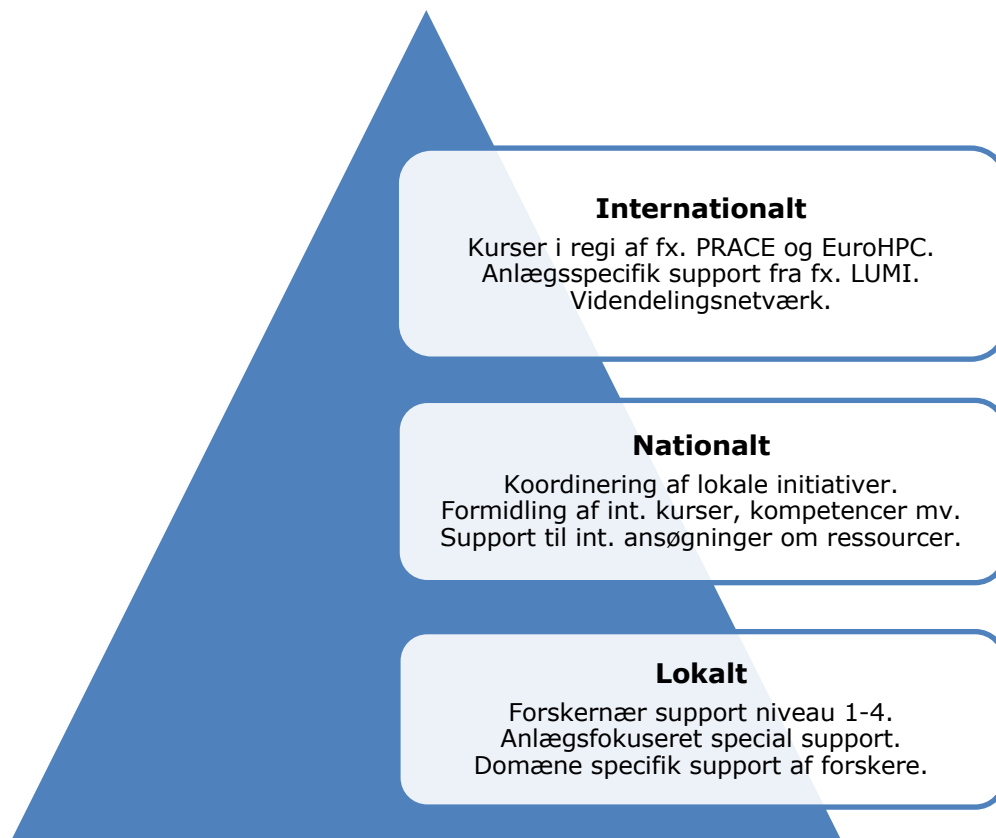 Internationalt
Kurser i regi af fx. PRACE og EuroHPC.
Anlægsspecifik support fra fx. LUMI.
Videndelingsnetværk.
Nationalt
Koordinering af lokale initiativer.
Formidling af int. kurser, kompetencer mv.
Support til int. ansøgninger om ressourcer.
Lokalt
Forskernær support niveau 1-4.
Anlægsfokuseret special support.
Domæne specifik support af forskere.